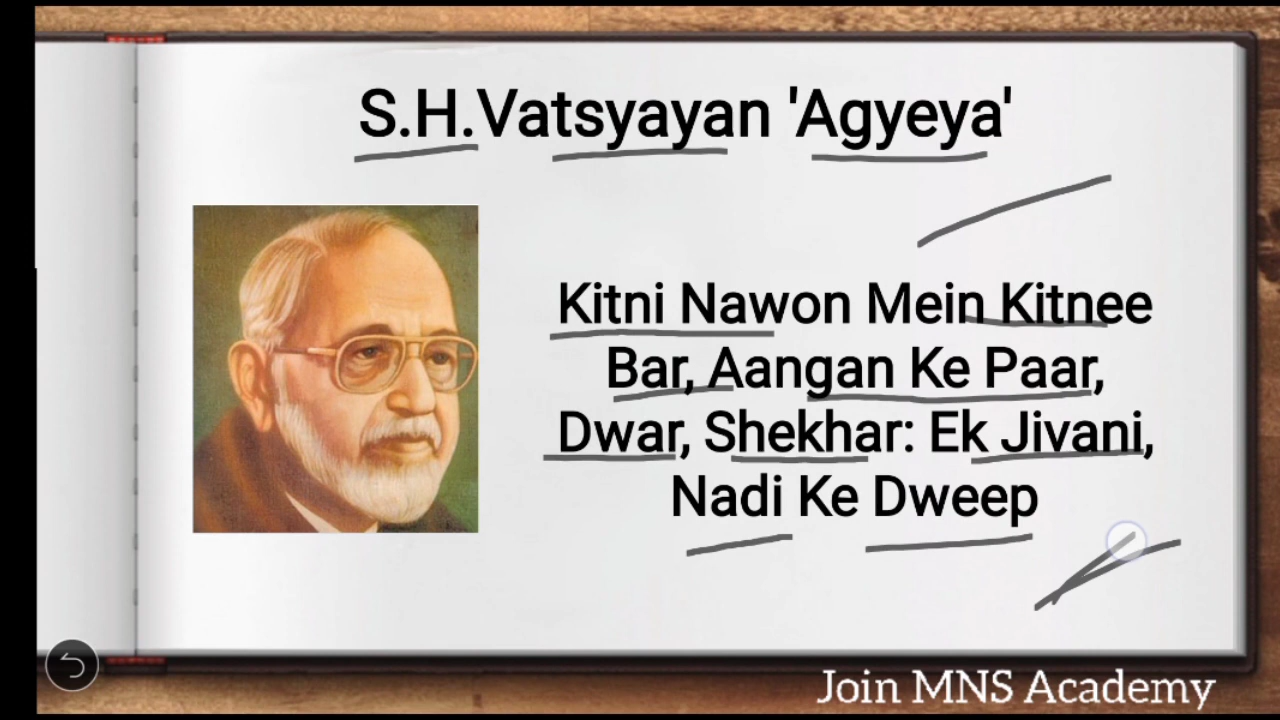 S.H.Vatsyayan 'Agyeya'
Kitni Nawon Mein Kitnee
Bar, Aangan Ke Paar,
Dwar, Shekhar: Ek Jivani,
Nadi Ke Dweep
Join MNS Academy